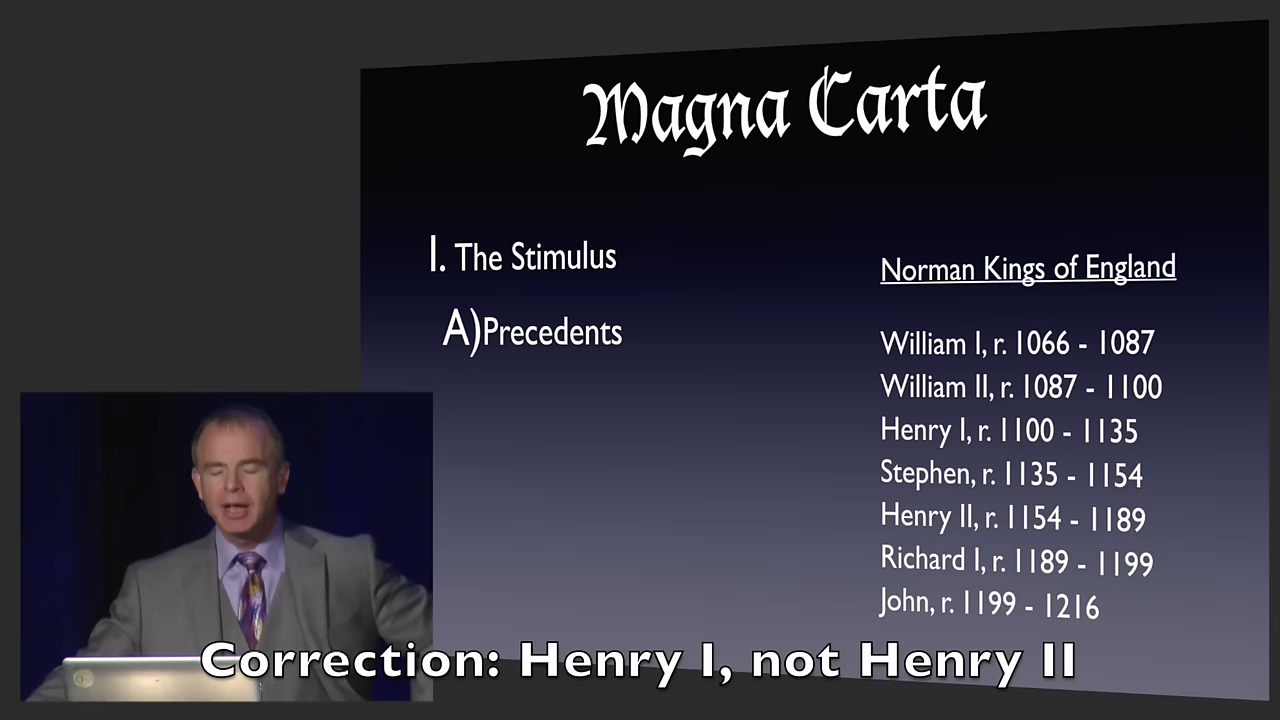 Magna Carta
I. The Stimulus
A)Precedents
Norman Kings of England
William I, r. 1066 - 1087
William II, r. 1087 - 1100
Henry I, r. 1100 - 1135
Stephen, r. 1135 - 1154
Henry II, r. 1154 - 1189
Richard I, r. 1189 - 1199
John, r. 1199 - 1216
Correction: Henry I, not Henry II